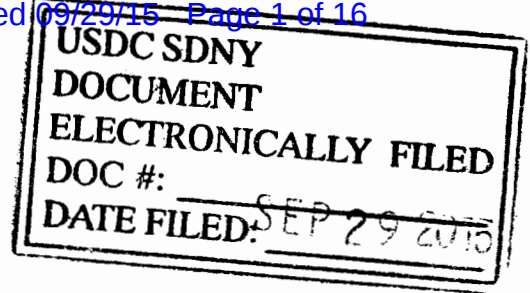 ed 09/29/15 Page 1 of 16
USDC SDNY
DOCUMENT
ELECTRONICALLY FILED
DOC #:
DATE FILED: SEP 29 2015